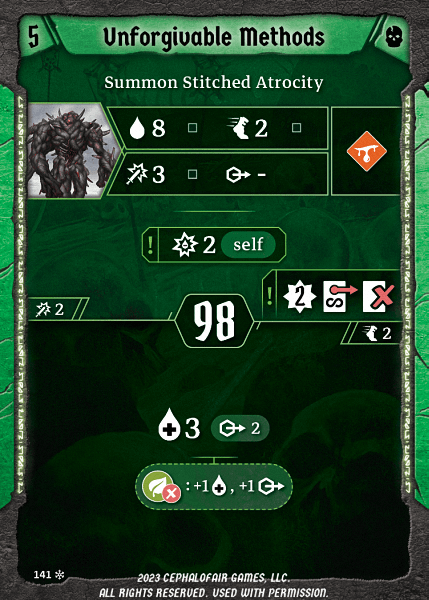 5 Unforgivable Methods
Summon Stitched Atrocity
8 2
3 -
! 2 self
! 2
2 98 2
3 2
: +1 , +1
141
2023 CEPHALOFAIR GAMES, LLC.
ALL RIGHTS RESERVED. USED WITH PERMISSION.